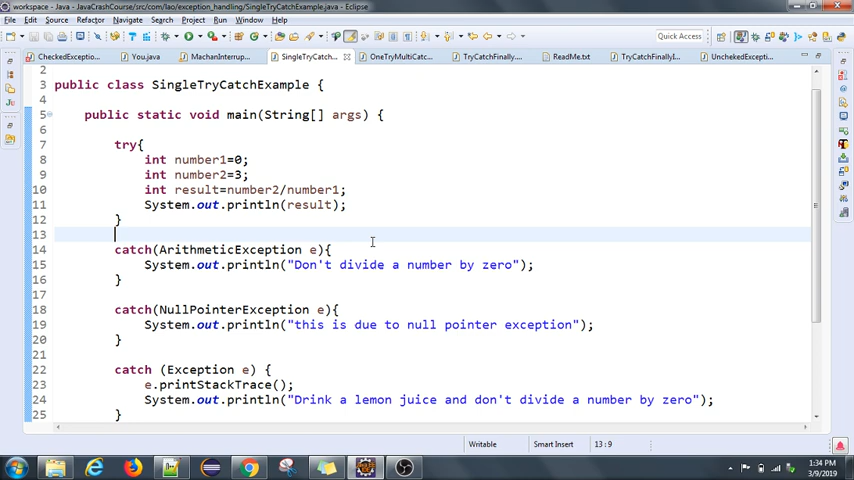 workspace - Java - JavaCrashCourse/src/com/lao/exception_handling/SingleTryCatchExample.java - Eclipse
File Edit Source Refactor Navigate Search Project Run Window Help
Quick Access
CheckedException... You.java MachanInterrup... SingleTryCatch... OneTryMultiCatc... TryCatchFinally.... ReadMe.txt TryCatchFinallyI... UnchekedExcepti...
2
3 public class SingleTryCatchExample {
4
5 public static void main(String[] args) {
6
7 try{
8 int number1=0;
9 int number2=3;
10 int result=number2/number1;
11 System.out.println(result);
12 }
13
14 catch(ArithmeticException e){
15 System.out.println("Don't divide a number by zero");
16 }
17
18 catch(NullPointerException e){
19 System.out.println("this is due to null pointer exception");
20 }
21
22 catch (Exception e) {
23 e.printStackTrace();
24 System.out.println("Drink a lemon juice and don't divide a number by zero");
25 }
Writable Smart Insert 13 : 9
1:34 PM
3/9/2019